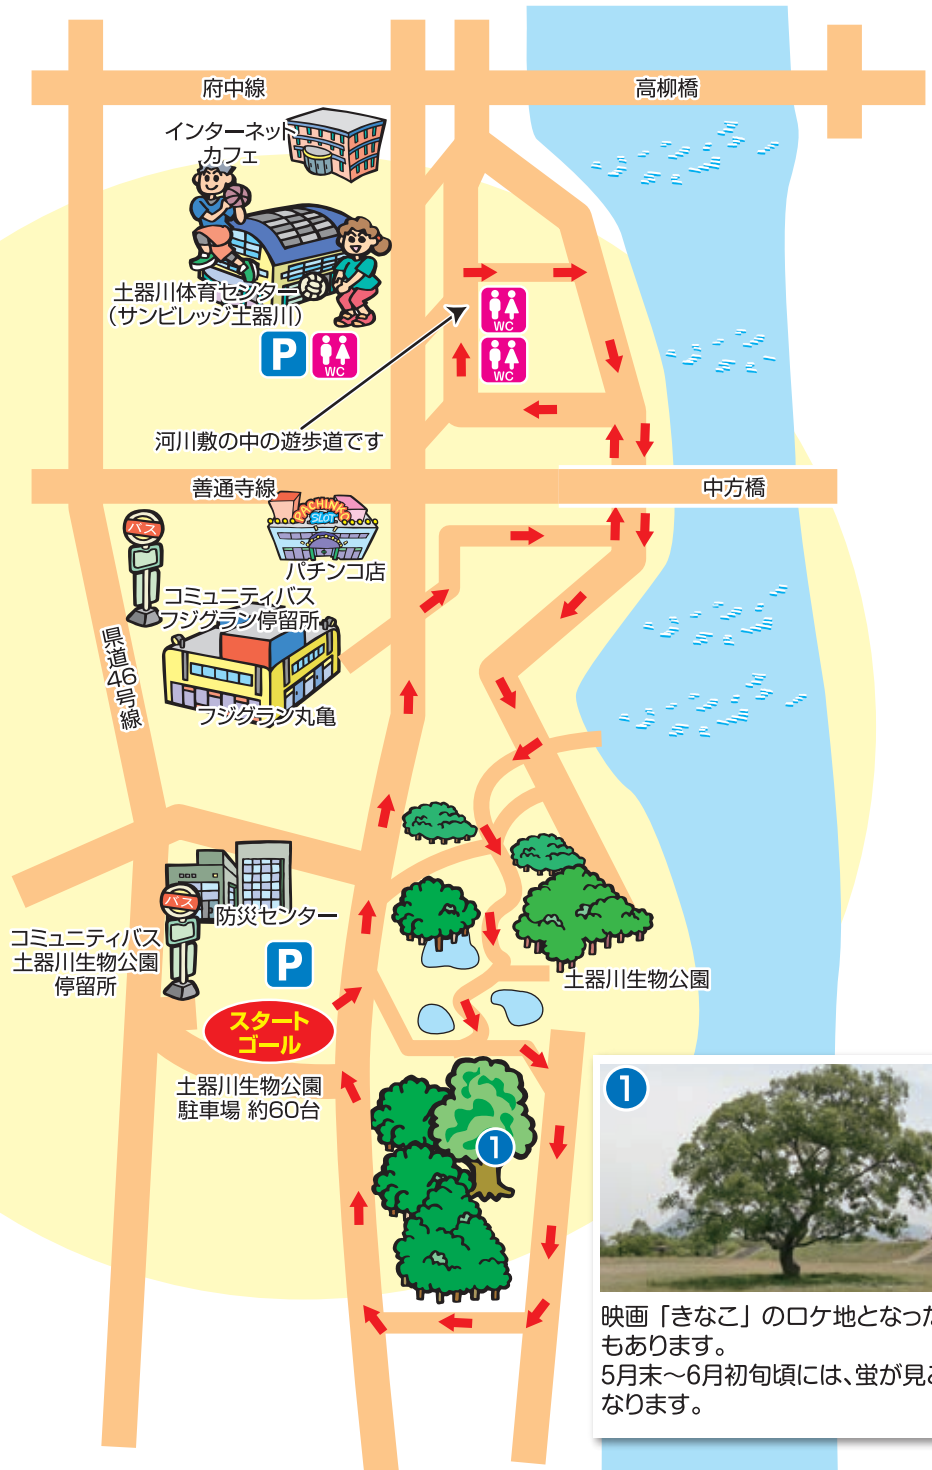 府中線
高柳橋
インターネット
カフェ
土器川体育センター
（サンビレッジ土器川）
P
WC
WC
WC
河川敷の中の遊歩道です
善通寺線
中方橋
PACHINKO
SLOT
パチンコ店
バス
コミュニティバス
フジグラン停留所
県道46号線
フジグラン丸亀
防災センター
バス
コミュニティバス
土器川生物公園
停留所
P
土器川生物公園
スタート
ゴール
土器川生物公園
駐車場 約60台
1
1
映画「きなこ」のロケ地となった
もあります。
5月末～6月初旬頃には、蛍が見
なります。